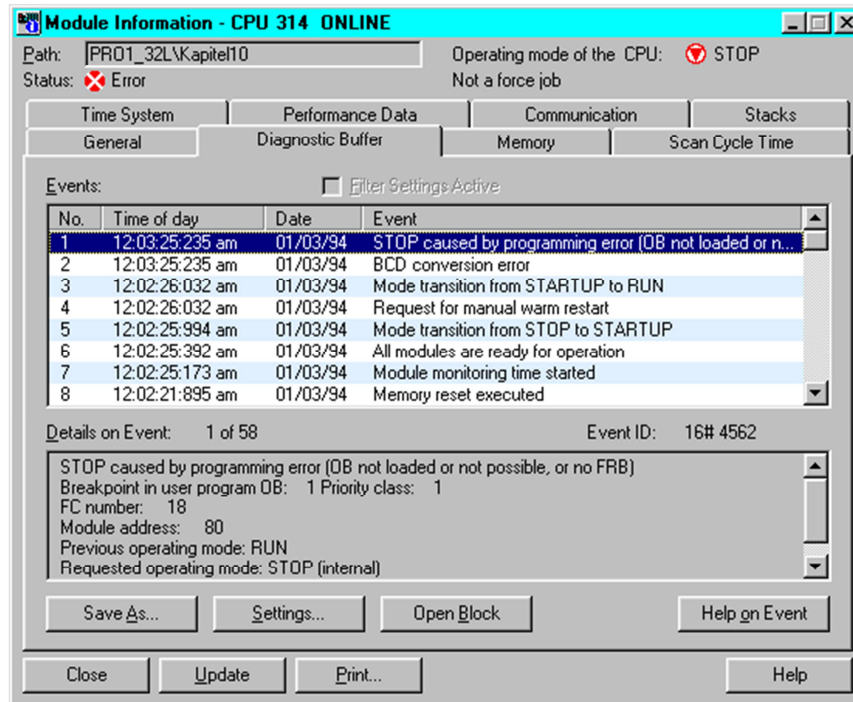 Module Information - CPU 314 ONLINE
Path: PRO1_32L\Kapitel10 Operating mode of the CPU: STOP
Status: Error Not a force job
Time System Performance Data Communication Stacks
General Diagnostic Buffer Memory Scan Cycle Time
Events: Filter Settings Active
No. Time of day Date Event
1 12:03:25:235 am 01/03/94 STOP caused by programming error (OB not loaded or n...
2 12:03:25:235 am 01/03/94 BCD conversion error
3 12:02:26:032 am 01/03/94 Mode transition from STARTUP to RUN
4 12:02:26:032 am 01/03/94 Request for manual warm restart
5 12:02:25:994 am 01/03/94 Mode transition from STOP to STARTUP
6 12:02:25:392 am 01/03/94 All modules are ready for operation
7 12:02:25:173 am 01/03/94 Module monitoring time started
8 12:02:21:895 am 01/03/94 Memory reset executed
Details on Event: 1 of 58 Event ID: 16# 4562
STOP caused by programming error (OB not loaded or not possible, or no FRB)
Breakpoint in user program OB: 1 Priority class: 1
FC number: 18
Module address: 80
Previous operating mode: RUN
Requested operating mode: STOP (internal)
Save As... Settings... Open Block Help on Event
Close Update Print... Help